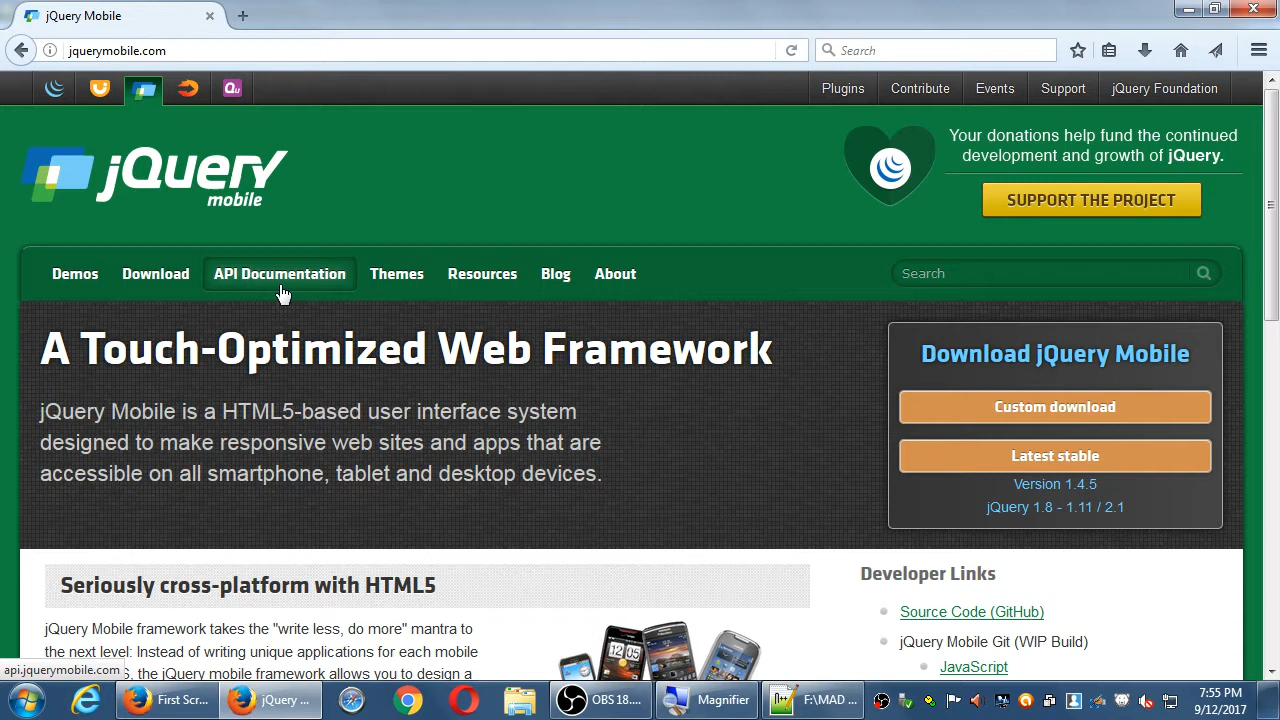 jQuery Mobile
jquerymobile.com
Search
Plugins
Contribute
Events
Support
jQuery Foundation
jQuery
mobile
Your donations help fund the continued
development and growth of jQuery.
SUPPORT THE PROJECT
Demos
Download
API Documentation
Themes
Resources
Blog
About
Search
A Touch-Optimized Web Framework
jQuery Mobile is a HTML5-based user interface system
designed to make responsive web sites and apps that are
accessible on all smartphone, tablet and desktop devices.
Download jQuery Mobile
Custom download
Latest stable
Version 1.4.5
jQuery 1.8 - 1.11 / 2.1
Seriously cross-platform with HTML5
jQuery Mobile framework takes the "write less, do more" mantra to
the next level: Instead of writing unique applications for each mobile
S, the jQuery mobile framework allows you to design a
12:05
Developer Links
Source Code (GitHub)
jQuery Mobile Git (WIP Build)
JavaScript
api.jquerymobile.com
First Scr...
jQuery ...
OBS 18....
Magnifier
F:\MAD ...
7:55 PM
9/12/2017